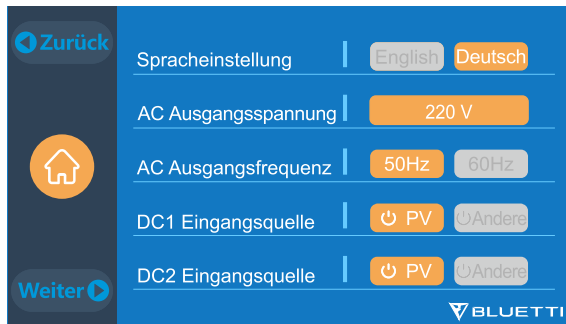 Zurück
Spracheinstellung English Deutsch
AC Ausgangsspannung 220 V
AC Ausgangsfrequenz 50Hz 60Hz
DC1 Eingangsquelle PV Andere
DC2 Eingangsquelle PV Andere
Weiter
BLUETTI